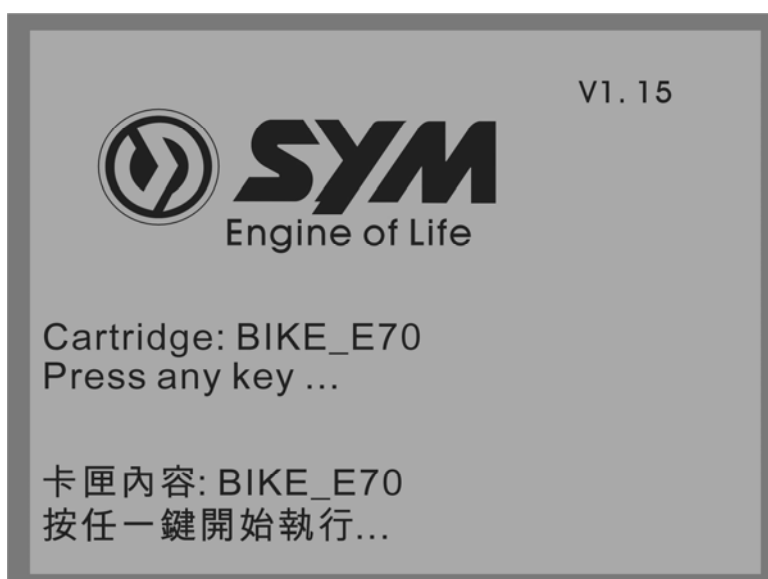 V1.15
SYM
Engine of Life
Cartridge: BIKE_E70
Press any key ...
卡匣內容: BIKE_E70
按任一鍵開始執行...